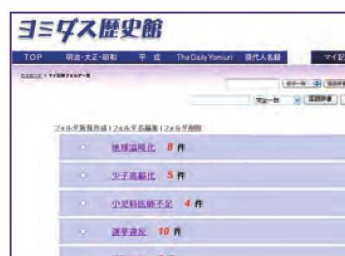 ヨミダス歴史館
TOP 明治・大正・昭和 平成 The Daily Yomiuri 現代人名録 マイ記
フォルダ新規作成 | フォルダ名編集 | フォルダ削除
地球温暖化 8 件
少子高齢化 5 件
小児科医師不足 4 件
選挙違反 10 件